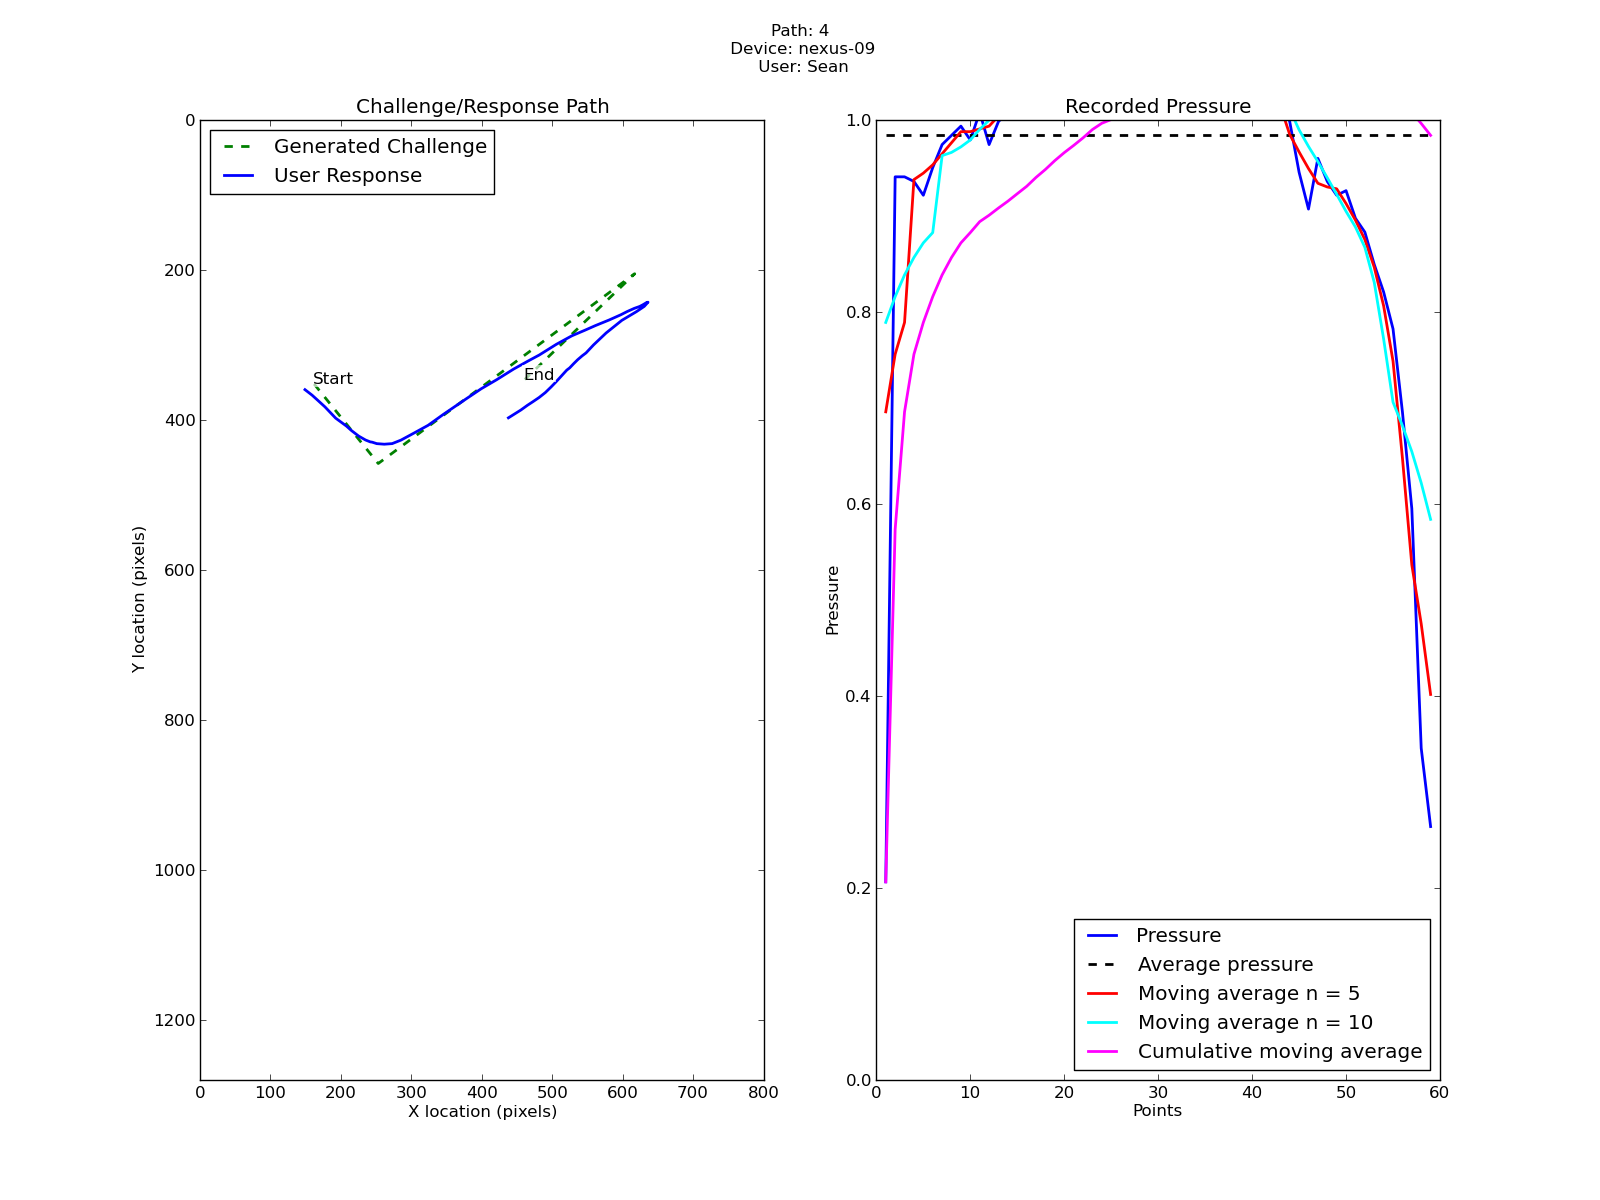 Path: 4
Device: nexus-09
User: Sean
Challenge/Response Path
0
200
400
600
800
1000
1200
Y location (pixels)
Generated Challenge
User Response
Start
End
0 100 200 300 400 500 600 700 800
X location (pixels)
Recorded Pressure
1.0
0.8
0.6
0.4
0.2
0.0
Pressure
Pressure
Average pressure
Moving average n = 5
Moving average n = 10
Cumulative moving average
0 10 20 30 40 50 60
Points